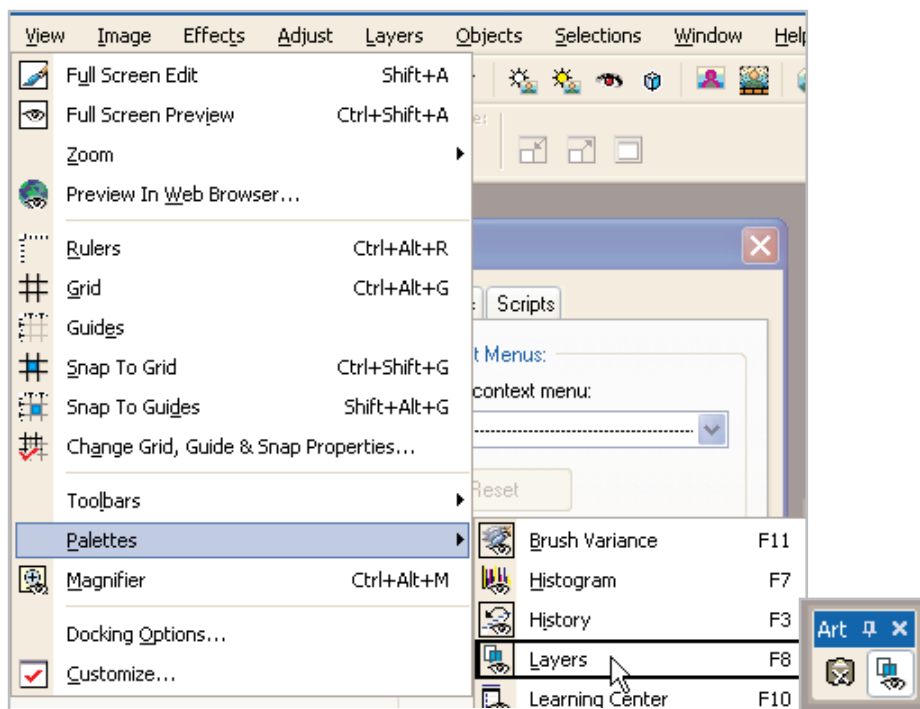 View Image Effects Adjust Layers Objects Selections Window Help
Full Screen Edit Shift+A
Full Screen Preview Ctrl+Shift+A
Zoom
Preview In Web Browser...
Rulers Ctrl+Alt+R
Grid Ctrl+Alt+G
Guides
Snap To Grid Ctrl+Shift+G
Snap To Guides Shift+Alt+G
Change Grid, Guide & Snap Properties...
Toolbars
Palettes
Magnifier Ctrl+Alt+M
Docking Options...
Customize...
Scripts
t Menus:
context menu:
Reset
Brush Variance F11
Histogram F7
History F3
Layers F8
Learning Center F10
Art